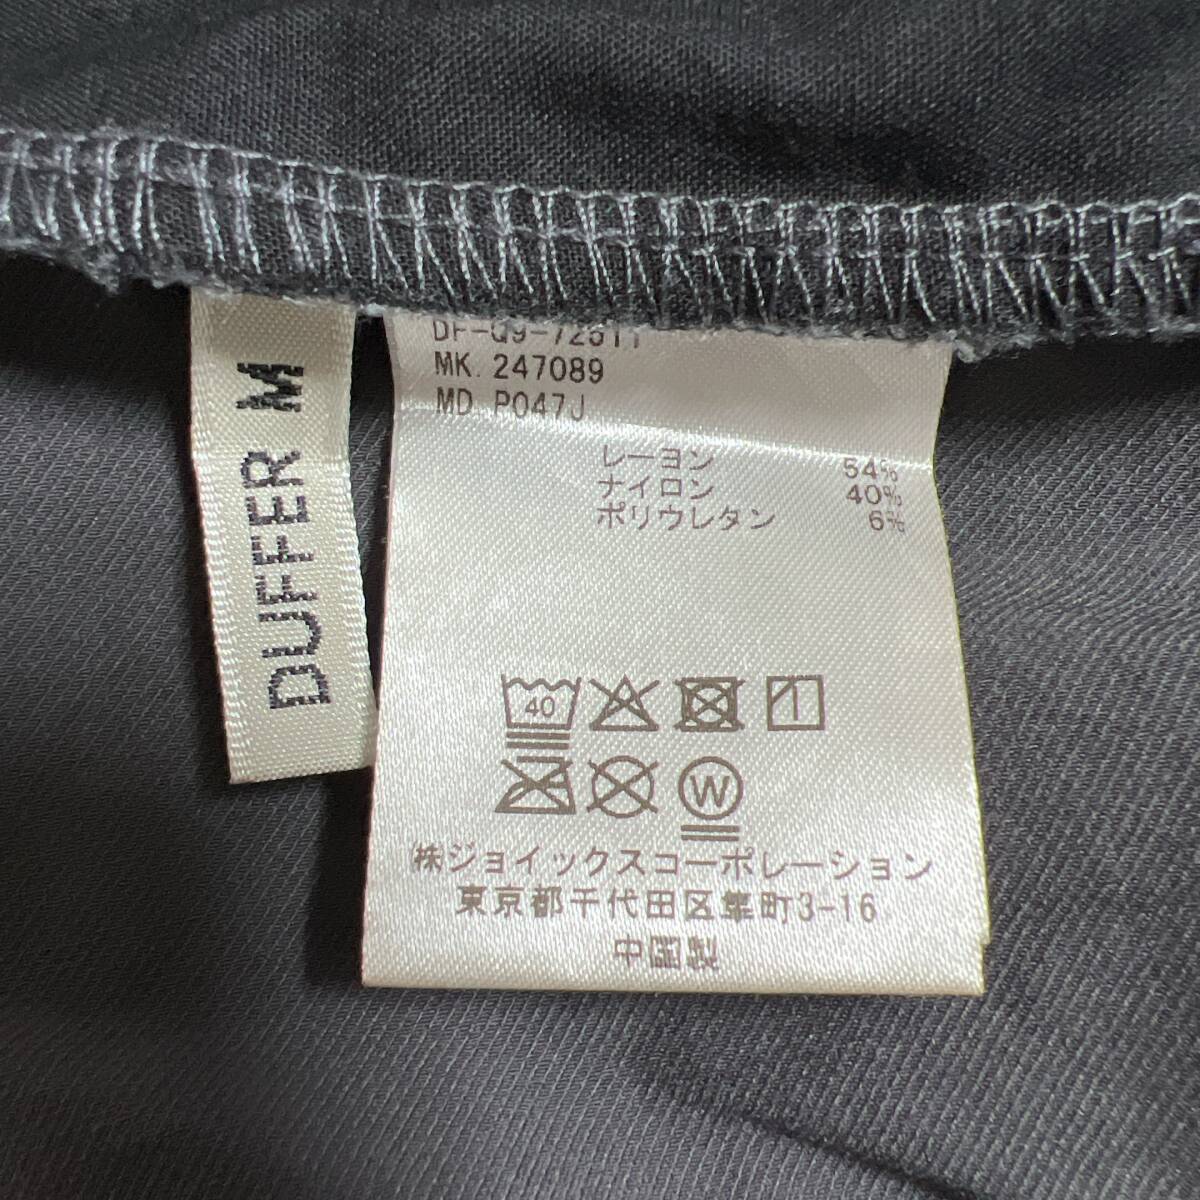 DUFFER M
MK. 247089
MD P047J
レーヨン 54%
ナイロン 40%
ポリウレタン 6%
40
W
㈱ジョイックスコーポレーション
東京都千代田区隼町3-16
中国製